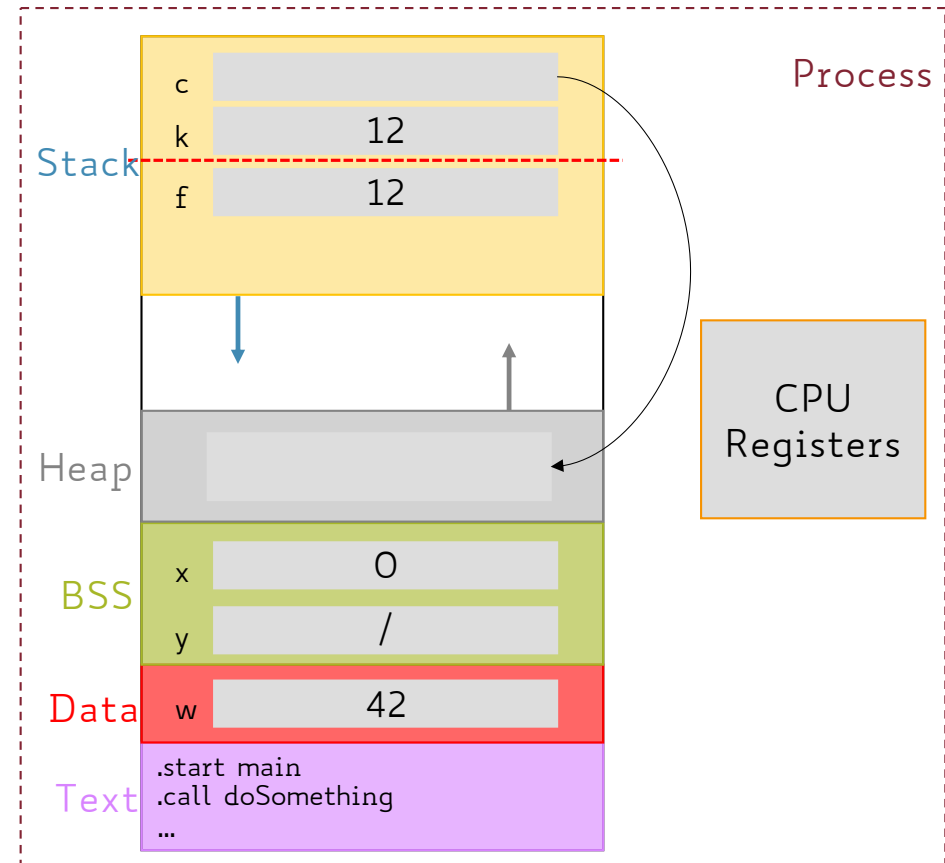 Process
Stack
c
k 12
f 12
CPU
Registers
Heap
BSS
x 0
y /
Data
w 42
Text
.start main
.call doSomething
...